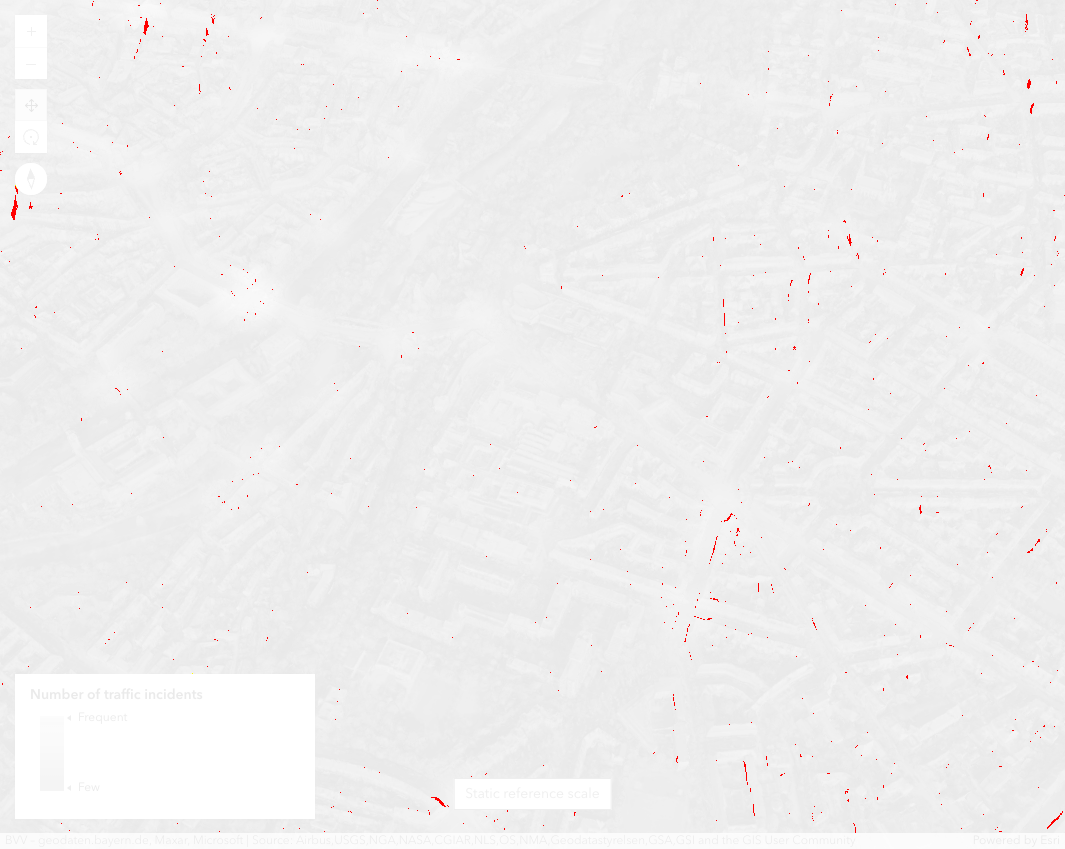 Number of traffic incidents
Frequent
Few
Static reference scale
BVV - geodaten.bayern.de, Maxar, Microsoft | Source: Airbus,USGS,NGA,NASA,CGIAR,NLS,OS,NMA,Geodatastyrelsen,GSA,GSI and the GIS User Community
Powered by Esri